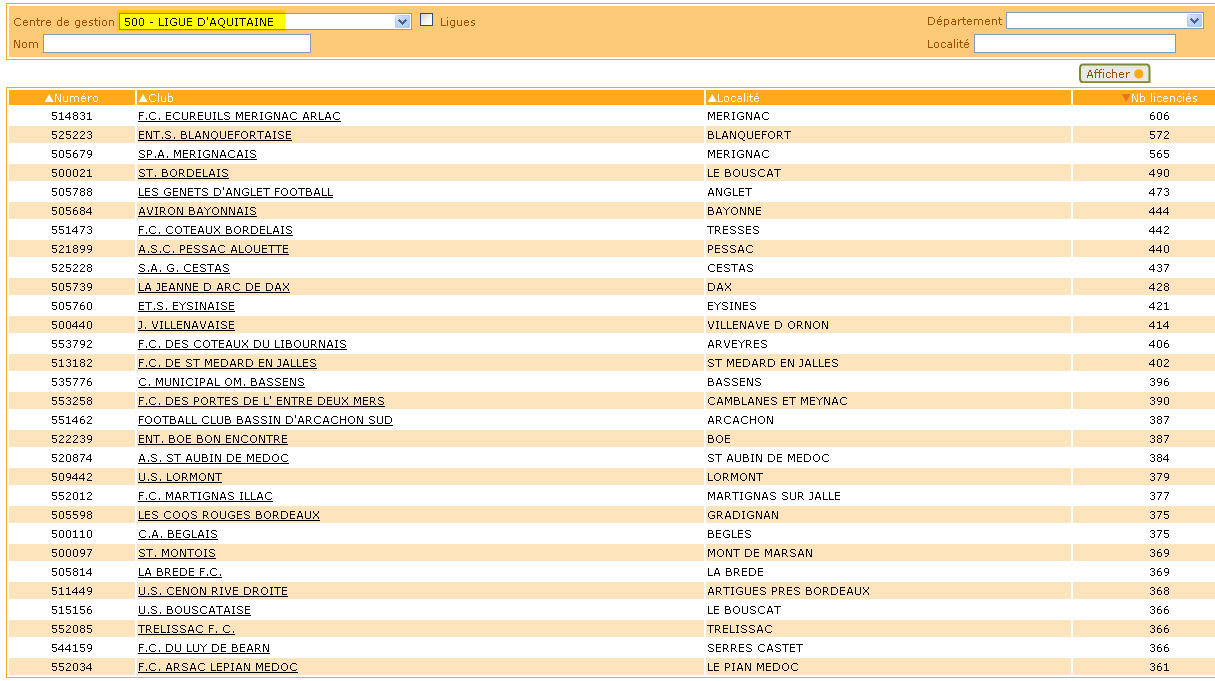 Centre de gestion 500 - LIGUE D'AQUITAINE Ligues Département
Nom Localité
Afficher
▲Numéro ▲Club ▲Localité ▼Nb licenciés
514831 F.C. ECUREUILS MERIGNAC ARLAC MERIGNAC 606
525223 ENT.S. BLANQUEFORTAISE BLANQUEFORT 572
505679 SP.A. MERIGNACAIS MERIGNAC 565
500021 ST. BORDELAIS LE BOUSCAT 490
505788 LES GENETS D'ANGLET FOOTBALL ANGLET 473
505684 AVIRON BAYONNAIS BAYONNE 444
551473 F.C. COTEAUX BORDELAIS TRESSES 442
521899 A.S.C. PESSAC ALOUETTE PESSAC 440
525228 S.A. G. CESTAS CESTAS 437
505739 LA JEANNE D ARC DE DAX DAX 428
505760 ET.S. EYSINAISE EYSINES 421
500440 J. VILLENAVAISE VILLENAVE D ORNON 414
553792 F.C. DES COTEAUX DU LIBOURNAIS ARVEYRES 406
513182 F.C. DE ST MEDARD EN JALLES ST MEDARD EN JALLES 402
535776 C. MUNICIPAL OM. BASSENS BASSENS 396
553258 F.C. DES PORTES DE L' ENTRE DEUX MERS CAMBLANES ET MEYNAC 390
551462 FOOTBALL CLUB BASSIN D'ARCACHON SUD ARCACHON 387
522239 ENT. BOE BON ENCONTRE BOE 387
520874 A.S. ST AUBIN DE MEDOC ST AUBIN DE MEDOC 384
509442 U.S. LORMONT LORMONT 379
552012 F.C. MARTIGNAS ILLAC MARTIGNAS SUR JALLE 377
505598 LES COQS ROUGES BORDEAUX GRADIGNAN 375
500110 C.A. BEGLAIS BEGLES 375
500097 ST. MONTOIS MONT DE MARSAN 369
505814 LA BREDE F.C. LA BREDE 369
511449 U.S. CENON RIVE DROITE ARTIGUES PRES BORDEAUX 368
515156 U.S. BOUSCATAISE LE BOUSCAT 366
552085 TRELISSAC F. C. TRELISSAC 366
544159 F.C. DU LUY DE BEARN SERRES CASTET 366
552034 F.C. ARSAC LEPIAN MEDOC LE PIAN MEDOC 361